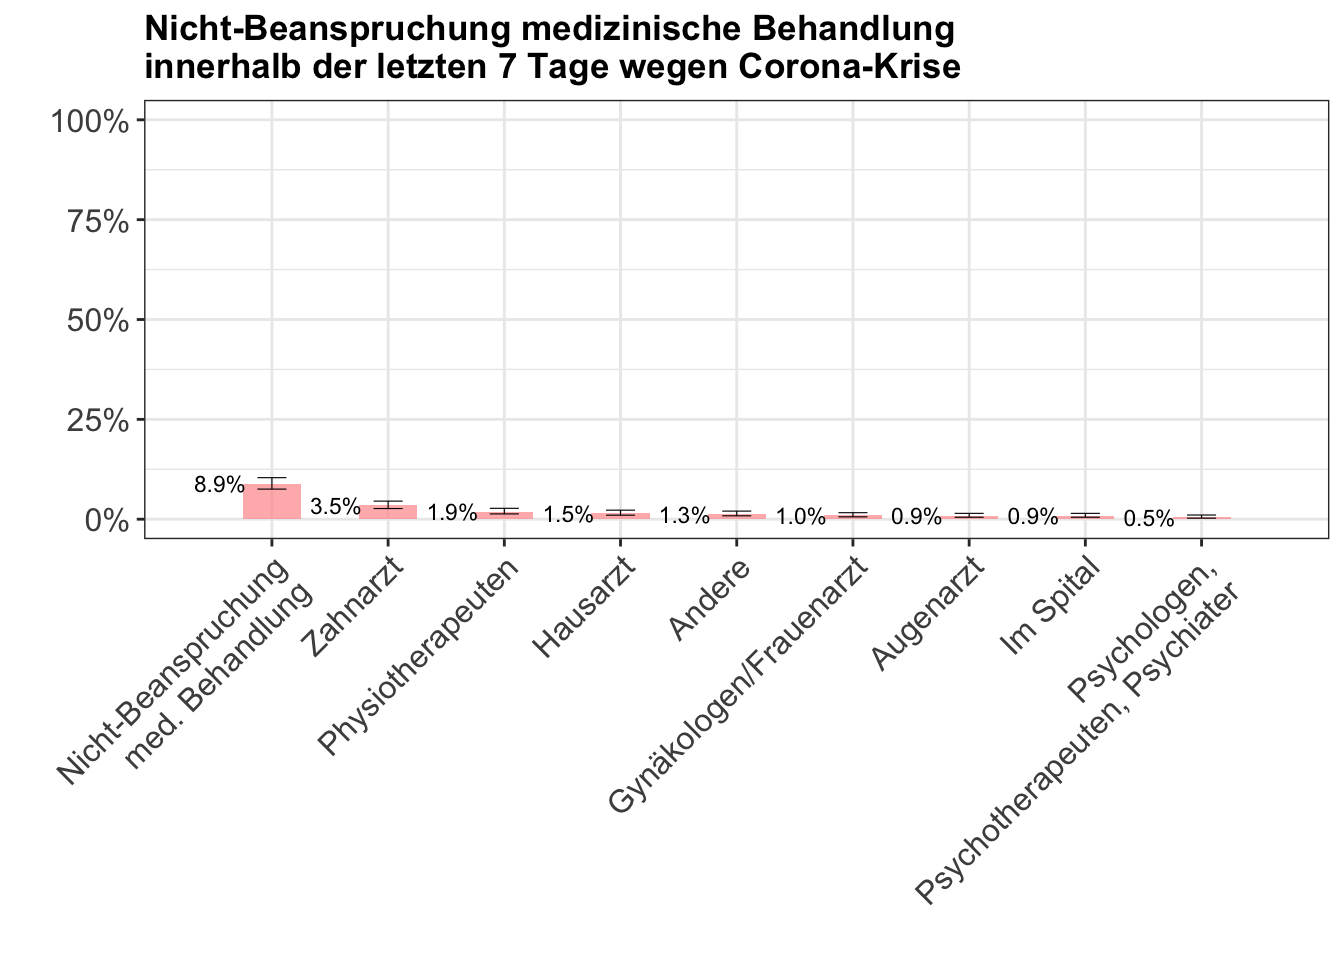 Nicht-Beanspruchung medizinische Behandlung
innerhalb der letzten 7 Tage wegen Corona-Krise
100%
75%
50%
25%
0%
8.9%
3.5%
1.9%
1.5%
1.3%
1.0%
0.9%
0.9%
0.5%
Nicht-Beanspruchung
med. Behandlung
Zahnarzt
Physiotherapeuten
Hausarzt
Andere
Gynäkologen/Frauenarzt
Augenarzt
Im Spital
Psychologen,
Psychotherapeuten, Psychiater